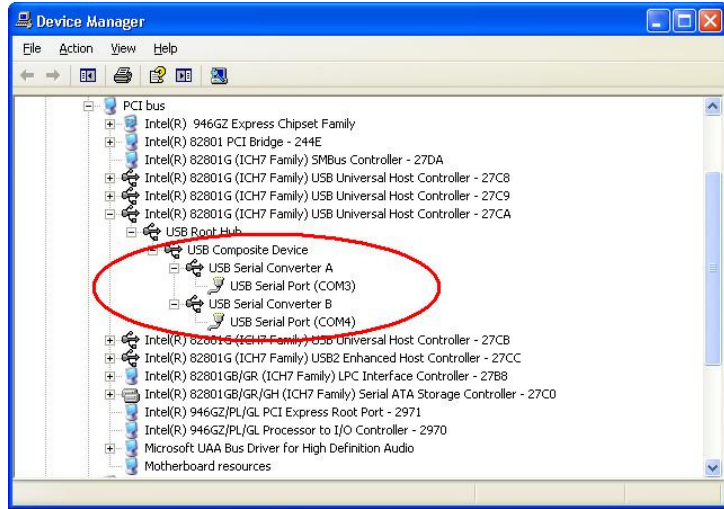 Device Manager
File Action View Help
PCI bus
Intel(R) 946GZ Express Chipset Family
Intel(R) 82801 PCI Bridge - 244E
Intel(R) 82801G (ICH7 Family) SMBus Controller - 27DA
Intel(R) 82801G (ICH7 Family) USB Universal Host Controller - 27C8
Intel(R) 82801G (ICH7 Family) USB Universal Host Controller - 27C9
Intel(R) 82801G (ICH7 Family) USB Universal Host Controller - 27CA
USB Root Hub
USB Composite Device
USB Serial Converter A
USB Serial Port (COM3)
USB Serial Converter B
USB Serial Port (COM4)
Intel(R) 82801G (ICH7 Family) USB Universal Host Controller - 27CB
Intel(R) 82801G (ICH7 Family) USB2 Enhanced Host Controller - 27CC
Intel(R) 82801GB/GR (ICH7 Family) LPC Interface Controller - 27B8
Intel(R) 82801GB/GR/GH (ICH7 Family) Serial ATA Storage Controller - 27C0
Intel(R) 946GZ/PL/GL PCI Express Root Port - 2971
Intel(R) 946GZ/PL/GL Processor to I/O Controller - 2970
Microsoft UAA Bus Driver for High Definition Audio
Motherboard resources